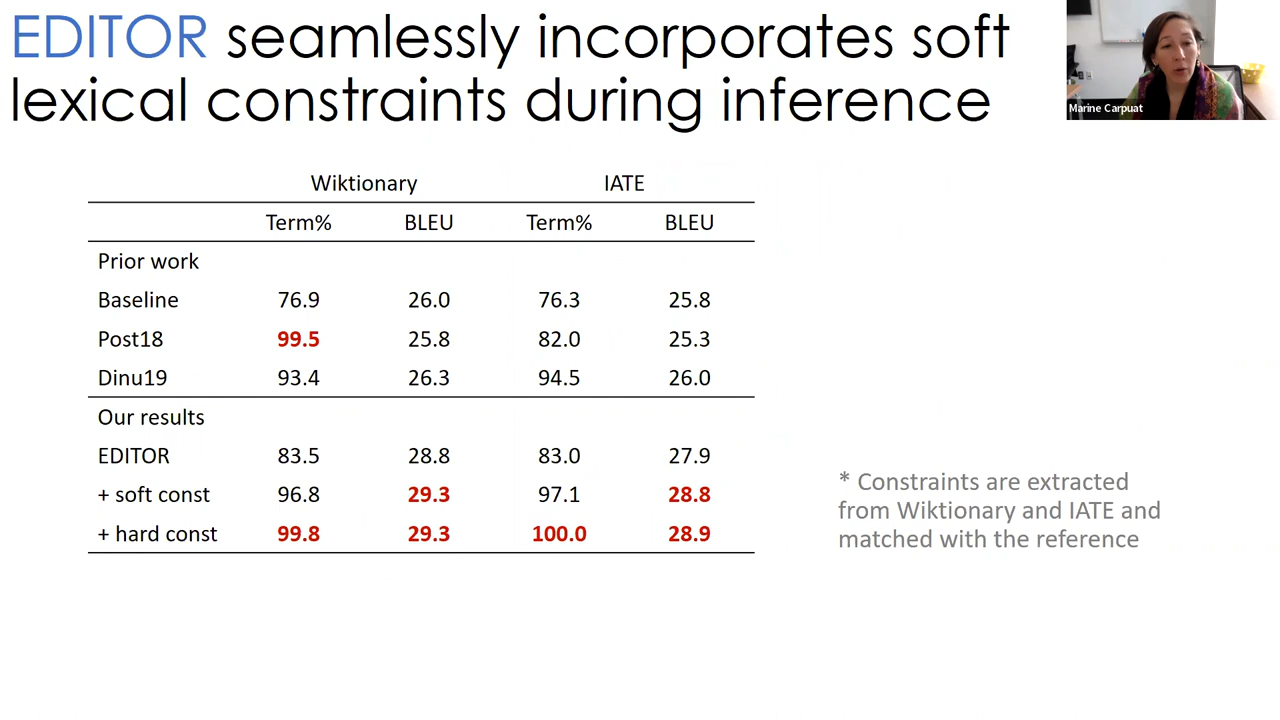 EDITOR seamlessly incorporates soft
lexical constraints during inference
Marine Carpuat
Wiktionary IATE
Term% BLEU Term% BLEU
Prior work
Baseline 76.9 26.0 76.3 25.8
Post18 99.5 25.8 82.0 25.3
Dinu19 93.4 26.3 94.5 26.0
Our results
EDITOR 83.5 28.8 83.0 27.9
+ soft const 96.8 29.3 97.1 28.8
+ hard const 99.8 29.3 100.0 28.9
* Constraints are extracted
from Wiktionary and IATE and
matched with the reference